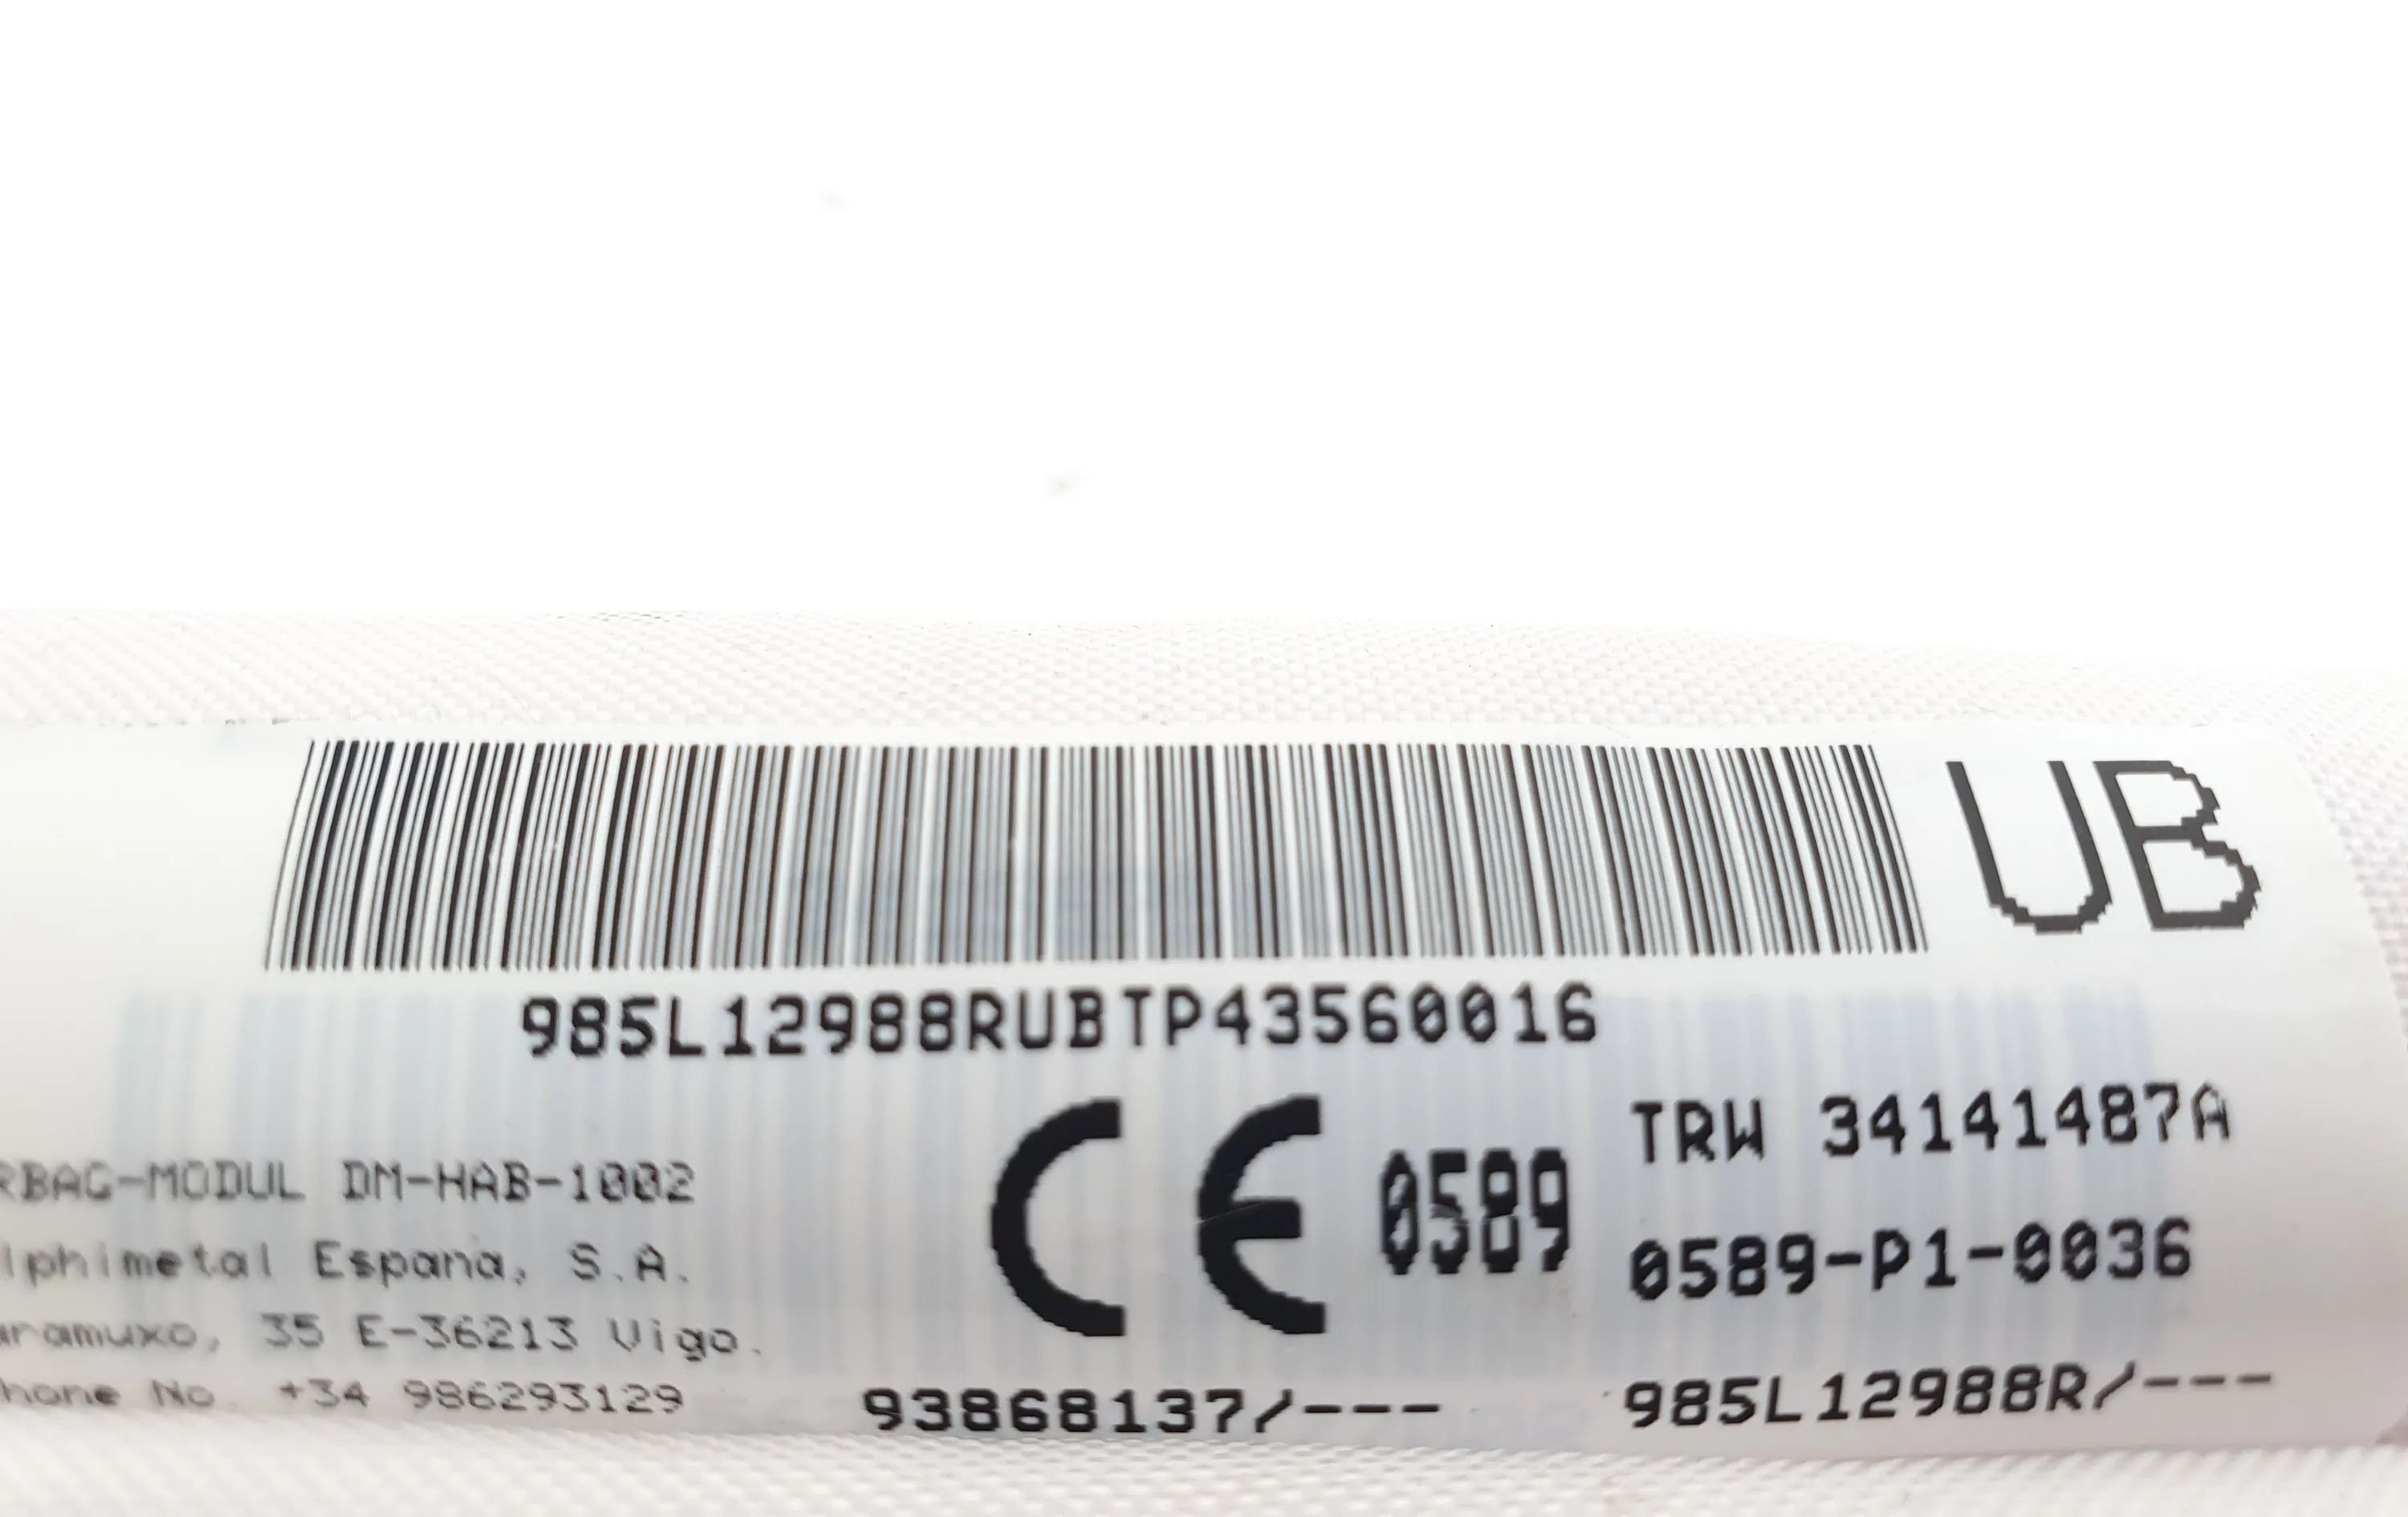 UB
985L12988RUBTP43560016
RBAG-MODUL DM-HAB-1002
lphimetal Espana, S.A.
aramuxo, 35 E-36213 Vigo.
hone No. +34 986293129
CE 0589
93868137/---
TRW 34141487A
0589-P1-0036
985L12988R/---